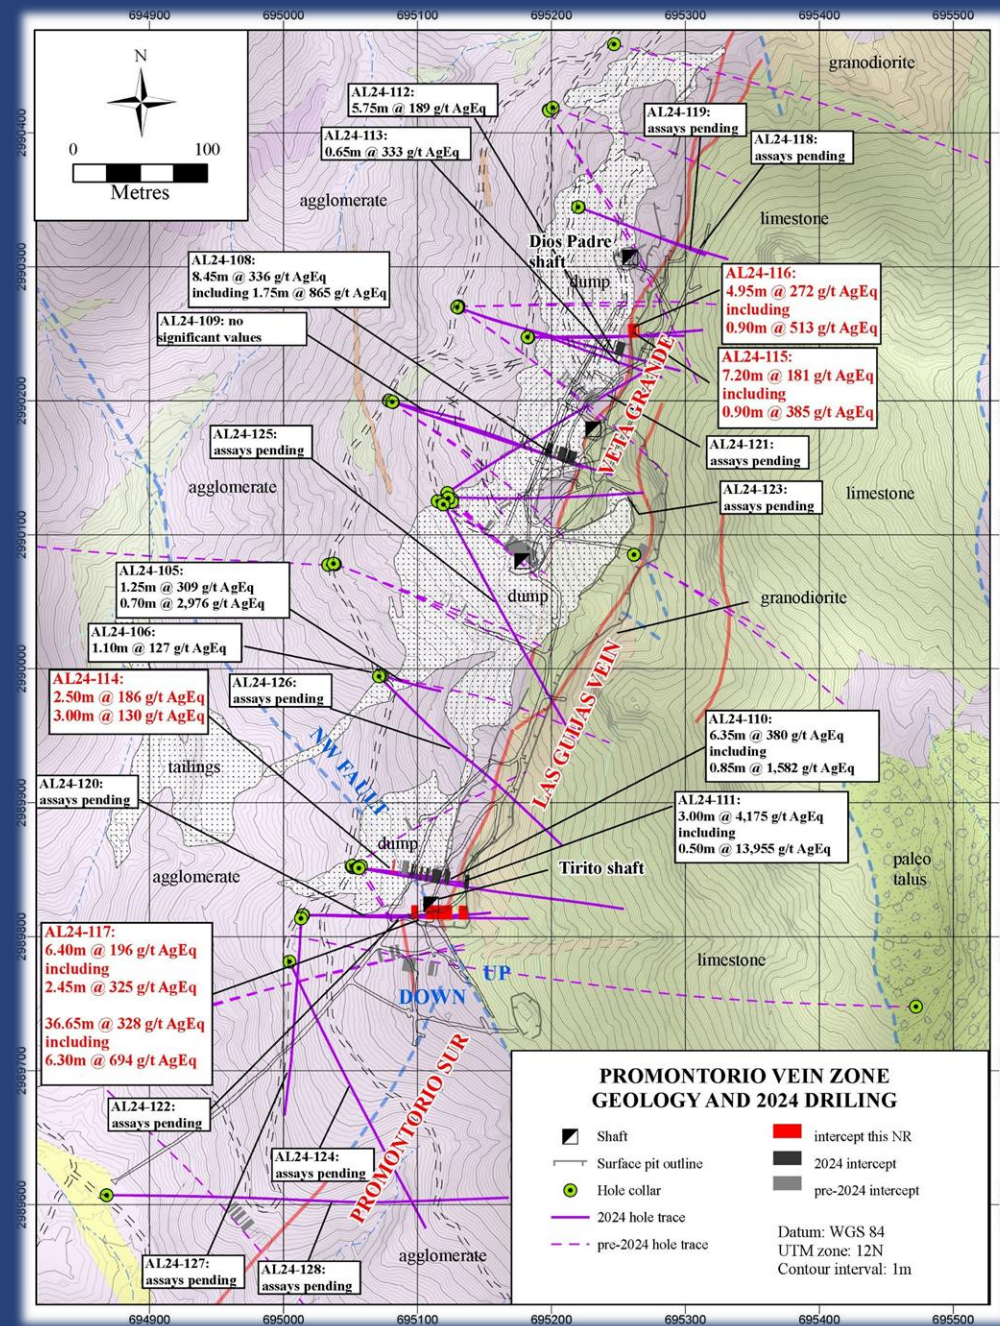 694900 695000 695100 695200 695300 695400 695500
N
0 100
Metres
2990400
2990300
2990200
2990100
2990000
2989900
2989800
2989700
2989600
granodiorite
AL24-112:
5.75m @ 189 g/t AgEq
AL24-113:
0.65m @ 333 g/t AgEq
AL24-119:
assays pending
AL24-118:
assays pending
agglomerate
limestone
Dios Padre
shaft
dump
AL24-108:
8.45m @ 336 g/t AgEq
including 1.75m @ 865 g/t AgEq
AL24-109: no
significant values
AL24-116:
4.95m @ 272 g/t AgEq
including
0.90m @ 513 g/t AgEq
AL24-115:
7.20m @ 181 g/t AgEq
including
0.90m @ 385 g/t AgEq
VETA GRANDE
AL24-125:
assays pending
AL24-121:
assays pending
agglomerate
AL24-123:
assays pending
limestone
AL24-105:
1.25m @ 309 g/t AgEq
0.70m @ 2,976 g/t AgEq
dump
granodiorite
AL24-106:
1.10m @ 127 g/t AgEq
AL24-114:
2.50m @ 186 g/t AgEq
3.00m @ 130 g/t AgEq
AL24-126:
assays pending
LAS GUIJAS VEIN
NW FAULT
AL24-110:
6.35m @ 380 g/t AgEq
including
0.85m @ 1,582 g/t AgEq
tailings
AL24-120:
assays pending
AL24-111:
3.00m @ 4,175 g/t AgEq
including
0.50m @ 13,955 g/t AgEq
dump
Tirito shaft
agglomerate
paleo
talus
AL24-117:
6.40m @ 196 g/t AgEq
including
2.45m @ 325 g/t AgEq
36.65m @ 328 g/t AgEq
including
6.30m @ 694 g/t AgEq
limestone
UP
DOWN
PROMONTORIO SUR
AL24-122:
assays pending
AL24-124:
assays pending
AL24-127:
assays pending
AL24-128:
assays pending
agglomerate
PROMONTORIO VEIN ZONE
GEOLOGY AND 2024 DRILING
Shaft
Surface pit outline
Hole collar
2024 hole trace
pre-2024 hole trace
intercept this NR
2024 intercept
pre-2024 intercept
Datum: WGS 84
UTM zone: 12N
Contour interval: 1m
694900 695000 695100 695200 695300 695400 695500